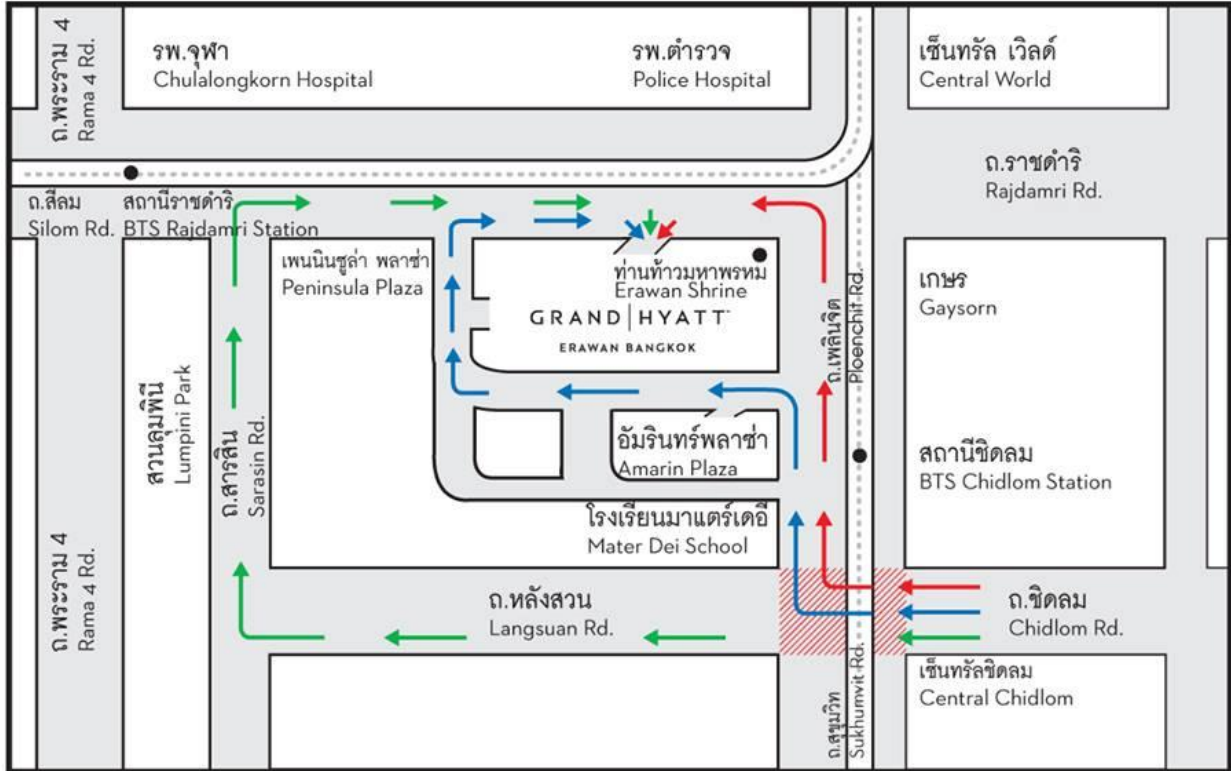 ถ.พระราม 4
Rama 4 Rd.
รพ.จุฬา
Chulalongkorn Hospital
รพ.ตำรวจ
Police Hospital
เซ็นทรัล เวิลด์
Central World
ถ.ราชดำริ
Rajdamri Rd.
ถ.สีลม
Silom Rd.
สถานีราชดำริ
BTS Rajdamri Station
เพนนินซูล่า พลาซ่า
Peninsula Plaza
ท่านท้าวมหาพรหม
Erawan Shrine
GRAND | HYATT™
ERAWAN BANGKOK
ถ.เพลินจิต
Ploenchit Rd.
เกษร
Gaysorn
สวนลุมพินี
Lumpini Park
ถ.สารสิน
Sarasin Rd.
อัมรินทร์พลาซ่า
Amarin Plaza
สถานีชิดลม
BTS Chidlom Station
โรงเรียนมาแตร์เดอี
Mater Dei School
ถ.พระราม 4
Rama 4 Rd.
ถ.หลังสวน
Langsuan Rd.
ถ.ชิดลม
Chidlom Rd.
ถ.สุขุมวิท
Sukhumvit Rd.
เซ็นทรัลชิดลม
Central Chidlom